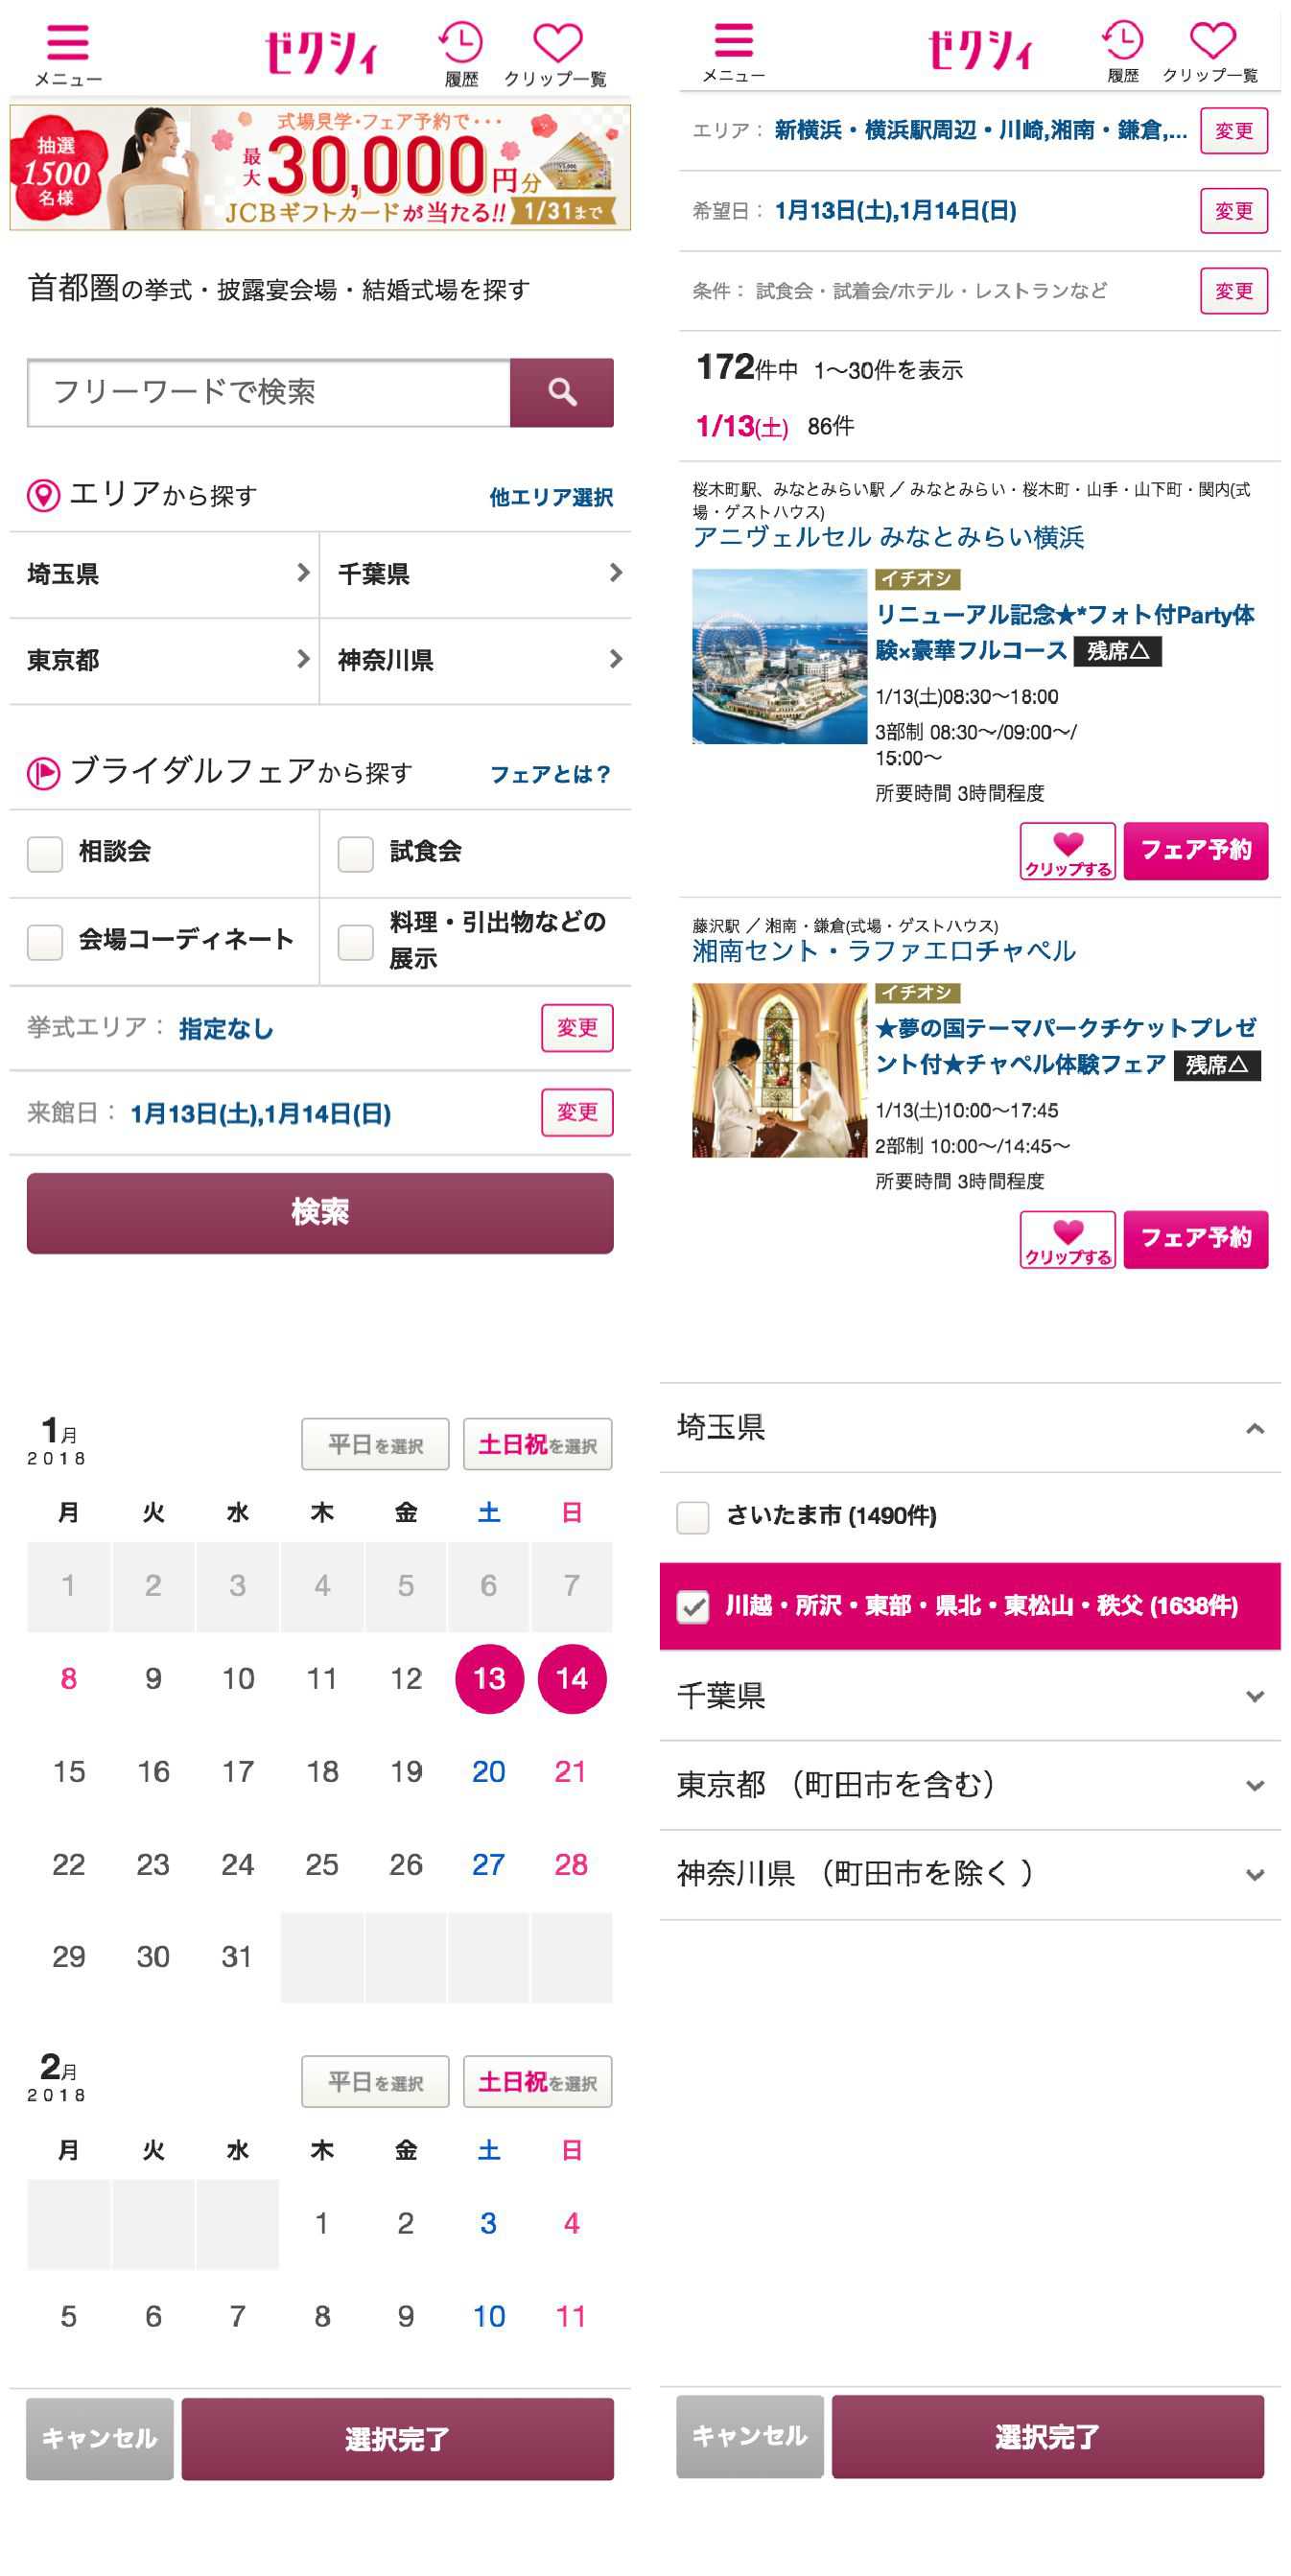 メニュー
ゼクシィ
履歴
クリップ一覧
抽選
1500
名様
式場見学・フェア予約で・・・
最大30,000円分
JCBギフトカードが当たる!! 1/31まで
首都圏の挙式・披露宴会場・結婚式場を探す
フリーワードで検索
エリアから探す
他エリア選択
埼玉県
千葉県
東京都
神奈川県
ブライダルフェアから探す
フェアとは？
相談会
試食会
会場コーディネート
料理・引出物などの
展示
挙式エリア： 指定なし
変更
来館日： 1月13日(土),1月14日(日)
変更
検索
メニュー
ゼクシィ
履歴
クリップ一覧
エリア： 新横浜・横浜駅周辺・川崎,湘南・鎌倉,...
変更
希望日： 1月13日(土),1月14日(日)
変更
条件： 試食会・試着会/ホテル・レストランなど
変更
172件中 1〜30件を表示
1/13(土) 86件
桜木町駅、みなとみらい駅 ／ みなとみらい・桜木町・山手・山下町・関内(式
場・ゲストハウス)
アニヴェルセル みなとみらい横浜
イチオシ
リニューアル記念★*フォト付Party体
験×豪華フルコース 残席△
1/13(土)08:30〜18:00
3部制 08:30〜/09:00〜/
15:00〜
所要時間 3時間程度
クリップする
フェア予約
藤沢駅 ／ 湘南・鎌倉(式場・ゲストハウス)
湘南セント・ラファエロチャペル
イチオシ
★夢の国テーマパークチケットプレゼ
ント付★チャペル体験フェア 残席△
1/13(土)10:00〜17:45
2部制 10:00〜/14:45〜
所要時間 3時間程度
クリップする
フェア予約
1月
2018
平日を選択
土日祝を選択
月 火 水 木 金 土 日
1 2 3 4 5 6 7
8 9 10 11 12 13 14
15 16 17 18 19 20 21
22 23 24 25 26 27 28
29 30 31
2月
2018
平日を選択
土日祝を選択
月 火 水 木 金 土 日
1 2 3 4
5 6 7 8 9 10 11
キャンセル
選択完了
埼玉県
さいたま市 (1490件)
川越・所沢・東部・県北・東松山・秩父 (1638件)
千葉県
東京都 （町田市を含む）
神奈川県 （町田市を除く ）
キャンセル
選択完了